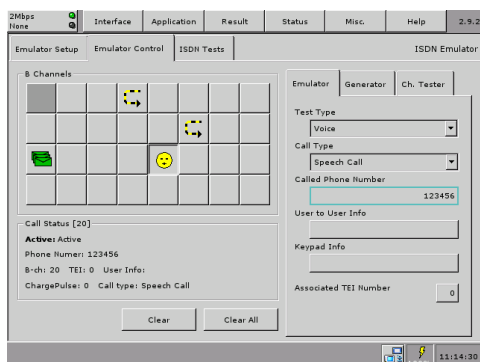 2Mbps
None
Interface
Application
Result
Status
Misc.
Help
2.9.2
Emulator Setup
Emulator Control
ISDN Tests
ISDN Emulator
B Channels
Emulator
Generator
Ch. Tester
Test Type
Voice
Call Type
Speech Call
Called Phone Number
123456
User to User Info
Keypad Info
Associated TEI Number
0
Call Status [20]
Active: Active
Phone Numer: 123456
B-ch: 20 TEI: 0 User Info:
ChargePulse: 0 Call type: Speech Call
Clear
Clear All
11:14:30